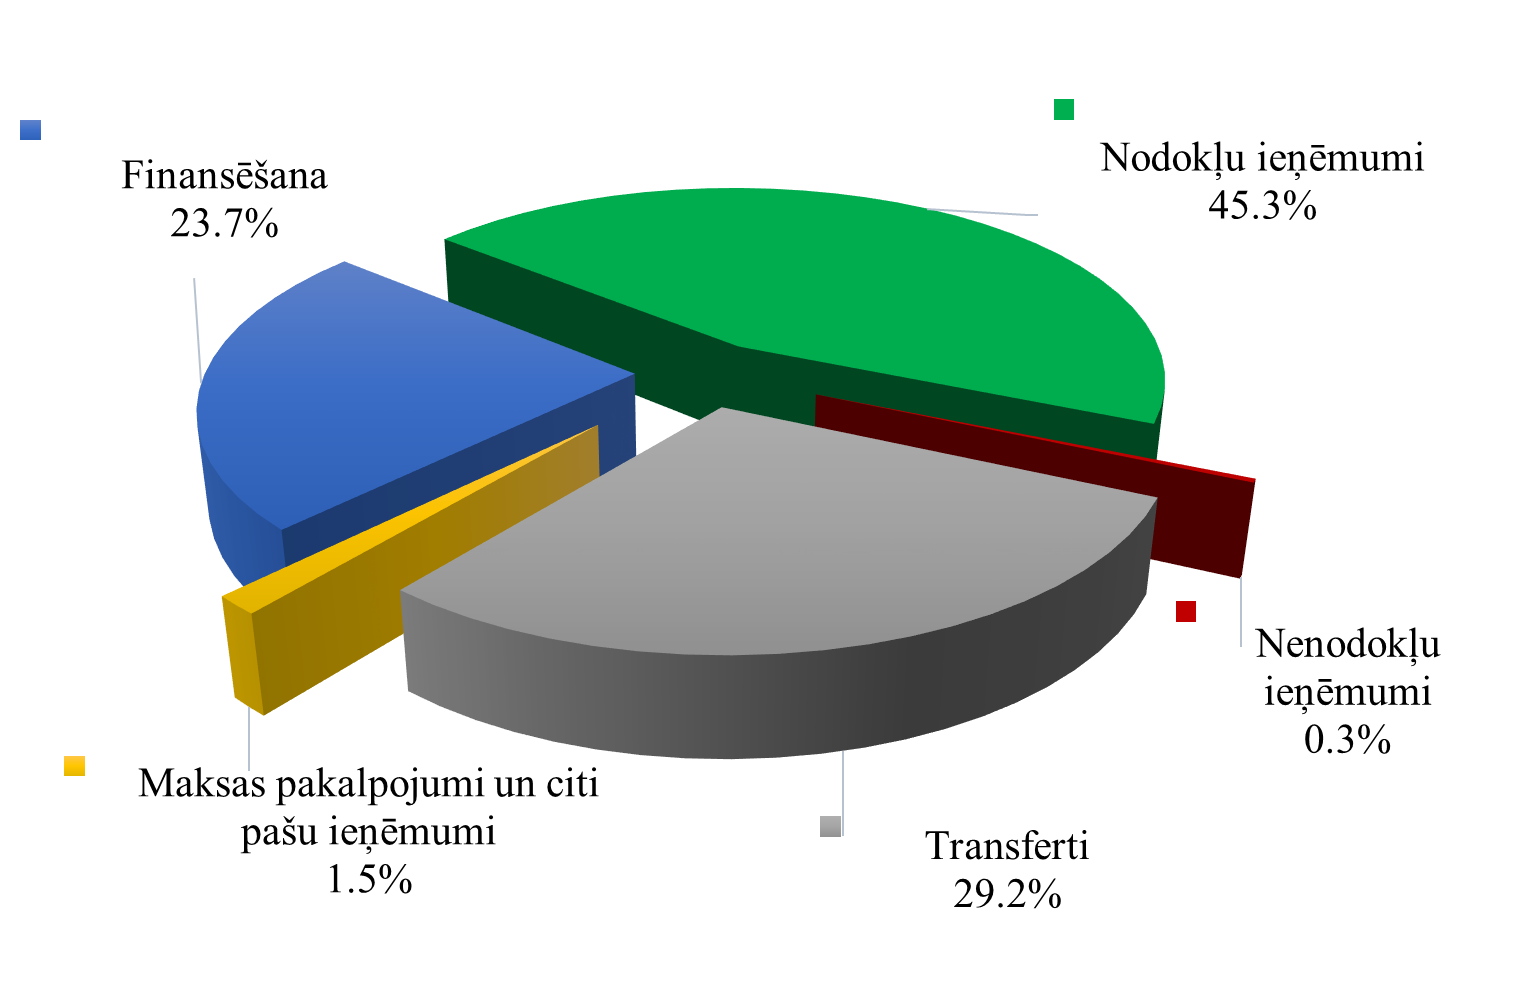 Finansēšana
23.7%
Nodokļu ieņēmumi
45.3%
Nenodokļu
ieņēmumi
0.3%
Maksas pakalpojumi un citi
pašu ieņēmumi
1.5%
Transferti
29.2%